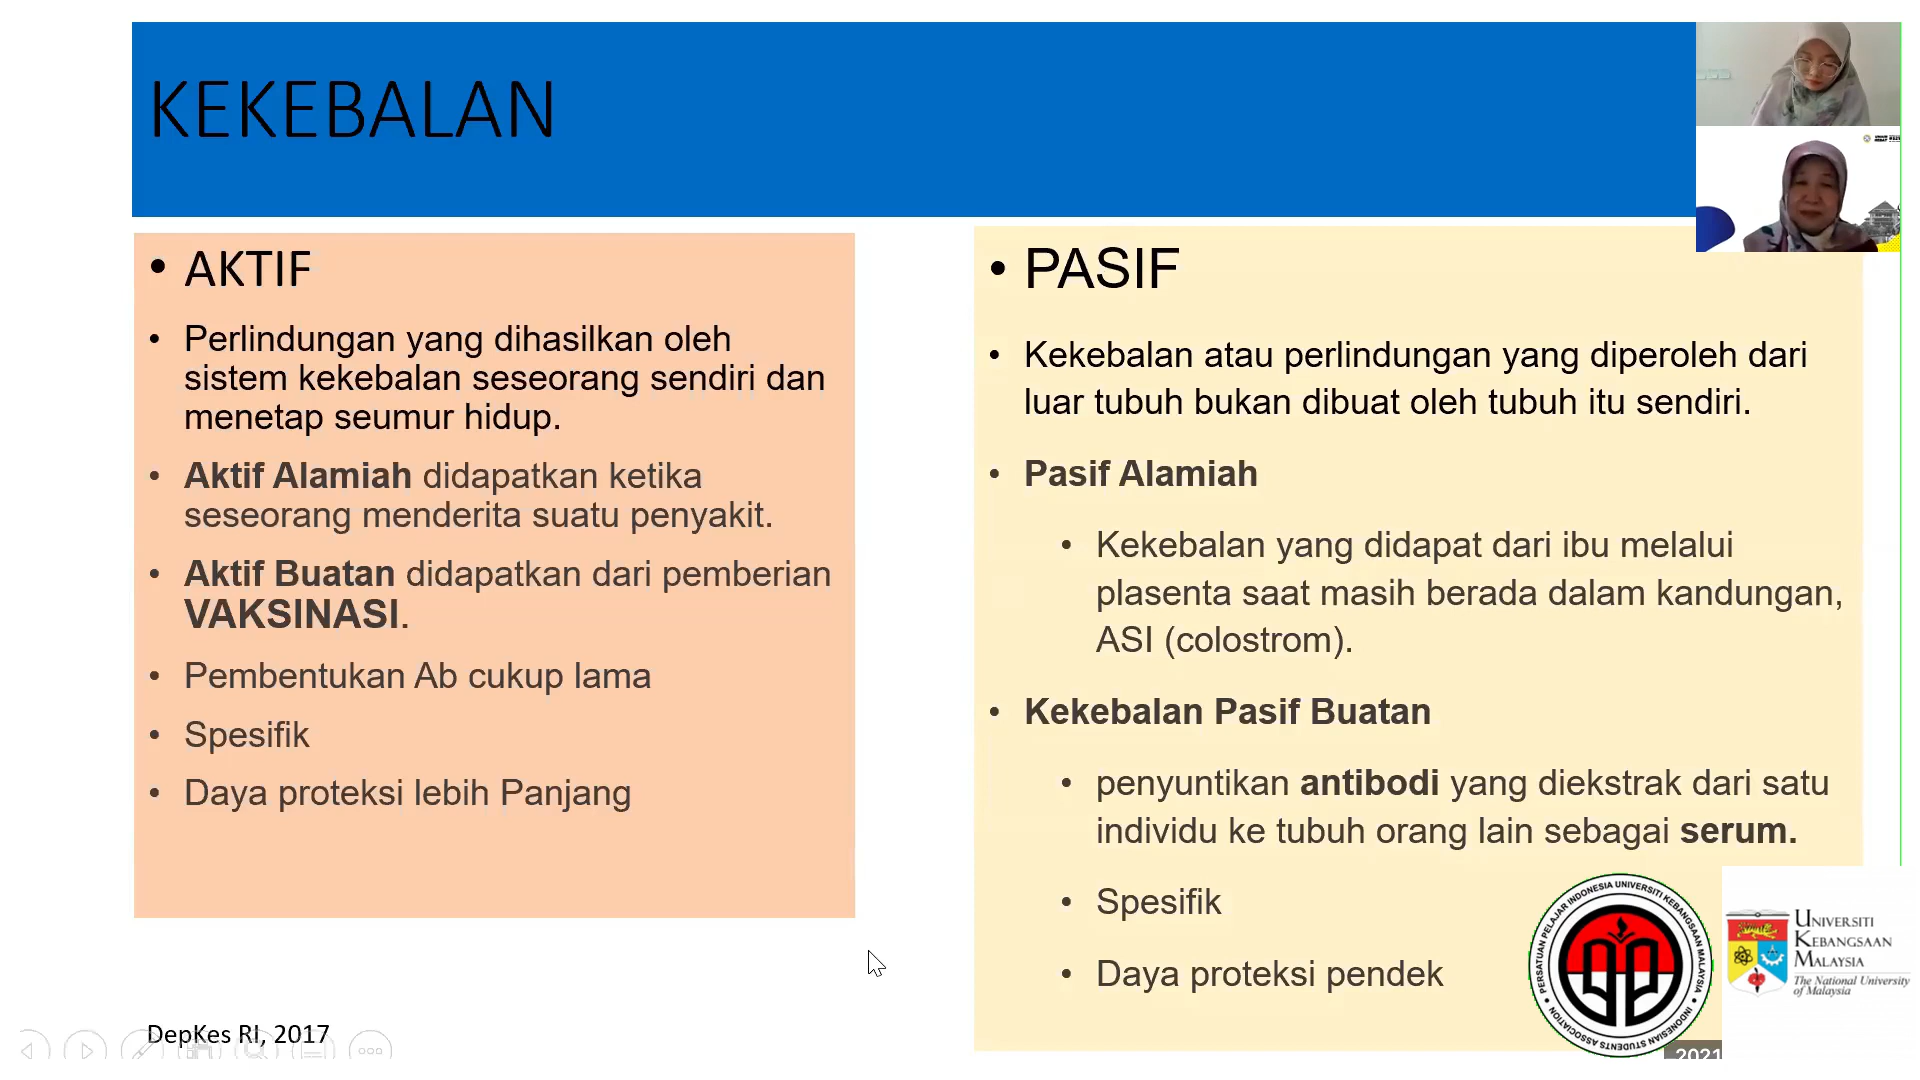 KEKEBALAN
• AKTIF
• Perlindungan yang dihasilkan oleh
sistem kekebalan seseorang sendiri dan
menetap seumur hidup.
• Aktif Alamiah didapatkan ketika
seseorang menderita suatu penyakit.
• Aktif Buatan didapatkan dari pemberian
VAKSINASI.
• Pembentukan Ab cukup lama
• Spesifik
• Daya proteksi lebih Panjang
DepKes RI, 2017
• PASIF
• Kekebalan atau perlindungan yang diperoleh dari
luar tubuh bukan dibuat oleh tubuh itu sendiri.
• Pasif Alamiah
• Kekebalan yang didapat dari ibu melalui
plasenta saat masih berada dalam kandungan,
ASI (colostrom).
• Kekebalan Pasif Buatan
• penyuntikan antibodi yang diekstrak dari satu
individu ke tubuh orang lain sebagai serum.
• Spesifik
• Daya proteksi pendek
PERSATUAN PELAJAR INDONESIA UNIVERSITI KEBANGSAAN MALAYSIA
INDONESIAN STUDENTS ASSOCIATION
UNIVERSITI
KEBANGSAAN
MALAYSIA
The National University
of Malaysia
2021